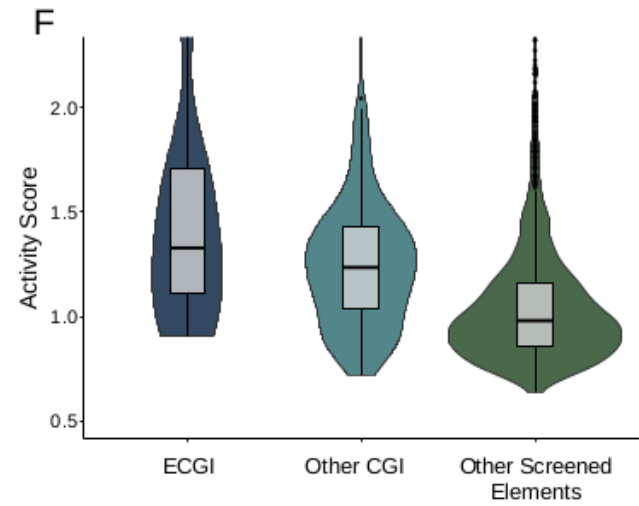 F
Activity Score
2.0
1.5
1.0
0.5
ECGI
Other CGI
Other Screened
Elements